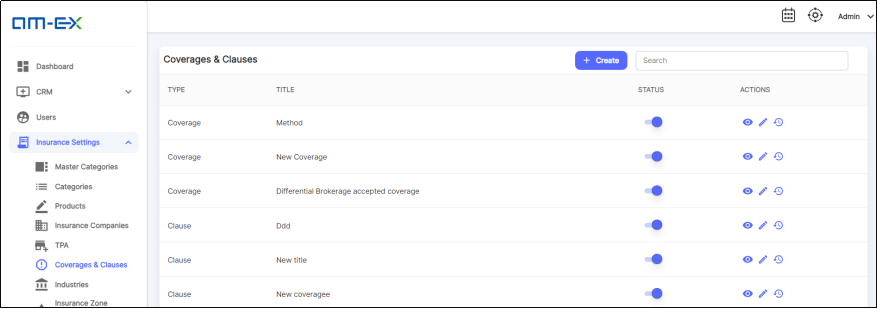 am-ex
Admin
Dashboard
CRM
Users
Insurance Settings
Master Categories
Categories
Products
Insurance Companies
TPA
Coverages & Clauses
Industries
Insurance Zone
Coverages & Clauses
+ Create
Search
TYPE TITLE STATUS ACTIONS
Coverage Method
Coverage New Coverage
Coverage Differential Brokerage accepted coverage
Clause Ddd
Clause New title
Clause New coveragee